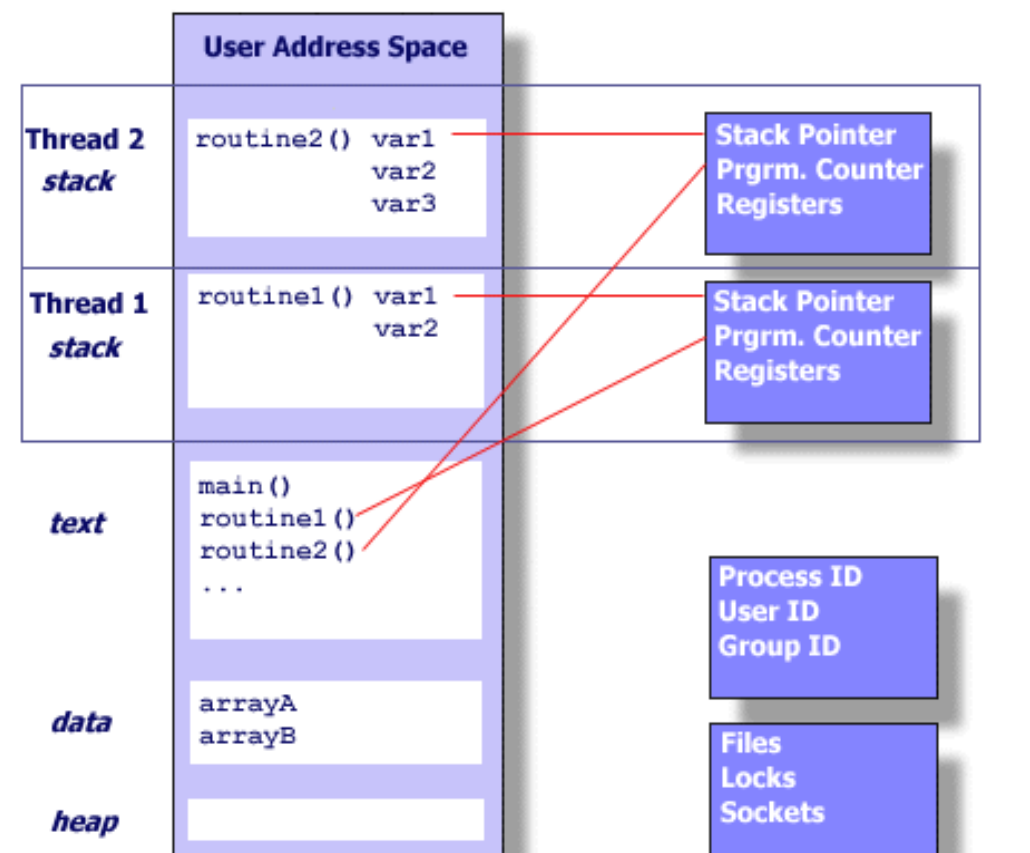 User Address Space
Thread 2
stack
routine2() var1
var2
var3
Stack Pointer
Prgrm. Counter
Registers
Thread 1
stack
routine1() var1
var2
Stack Pointer
Prgrm. Counter
Registers
text
main()
routine1()
routine2()
...
Process ID
User ID
Group ID
data
arrayA
arrayB
Files
Locks
Sockets
heap